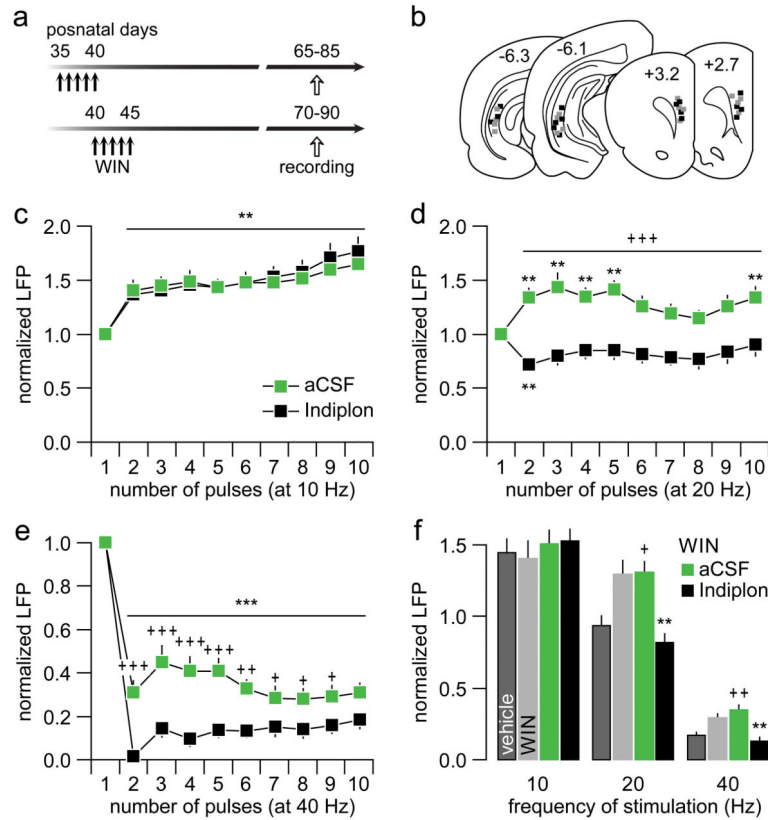 a
posnatal days
35 40
65-85
40 45
70-90
WIN
recording
b
-6.3
-6.1
+3.2
+2.7
c
normalized LFP
2.0
1.5
1.0
0.5
0.0
**
aCSF
Indiplon
1 2 3 4 5 6 7 8 9 10
number of pulses (at 10 Hz)
d
normalized LFP
2.0
1.5
1.0
0.5
0.0
+++
** ** ** ** **
**
1 2 3 4 5 6 7 8 9 10
number of pulses (at 20 Hz)
e
normalized LFP
1.0
0.8
0.6
0.4
0.2
0.0
***
+++ +++ +++ +++ ++ + + +
1 2 3 4 5 6 7 8 9 10
number of pulses (at 40 Hz)
f
normalized LFP
1.5
1.0
0.5
0.0
WIN
aCSF
Indiplon
+
**
++
**
vehicle
WIN
10 20 40
frequency of stimulation (Hz)